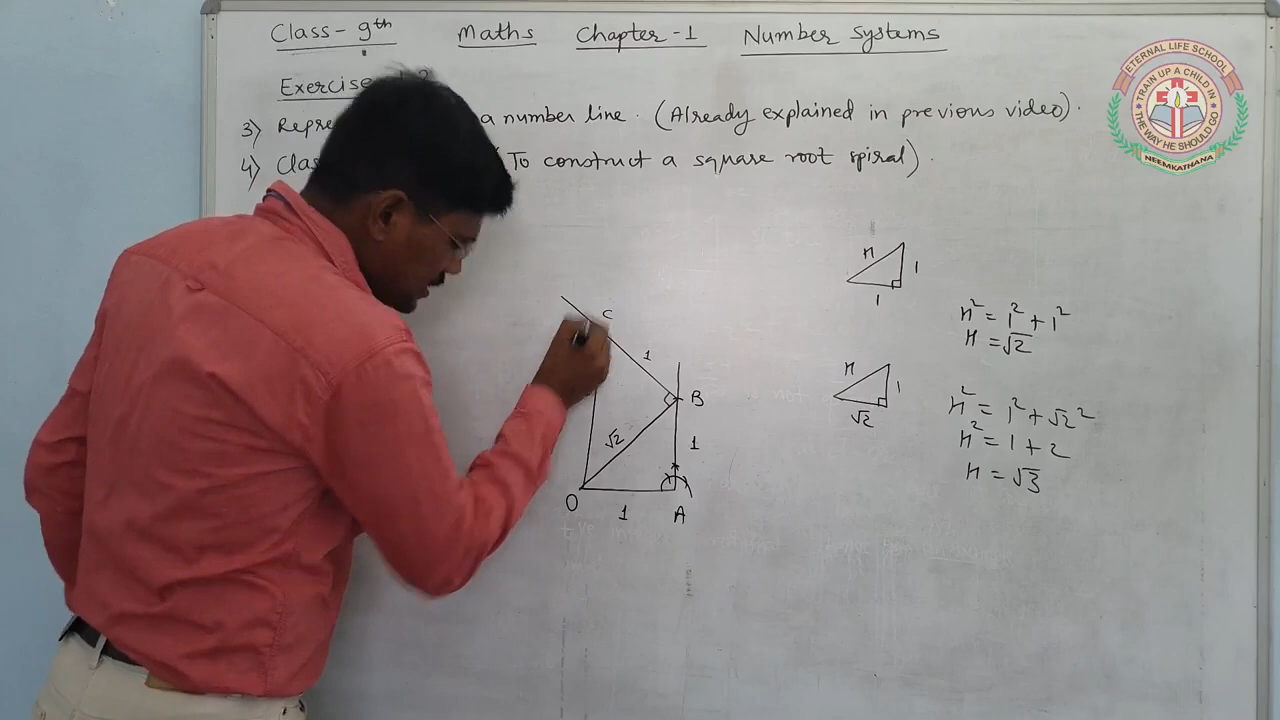 Class - 9th Maths Chapter - 1 Number Systems
Exercise
3) a number line. (Already explained in previous video).
4) (To construct a square root spiral).
ETERNAL LIFE SCHOOL
TRAIN UP A CHILD IN
THE WAY HE SHOULD GO
NEEMKATHANA
H 1
1
H² = 1² + 1²
H = √2
C
1
B
√2
1
O 1 A
H 1
√2
H² = 1² + √2²
H² = 1 + 2
H = √3